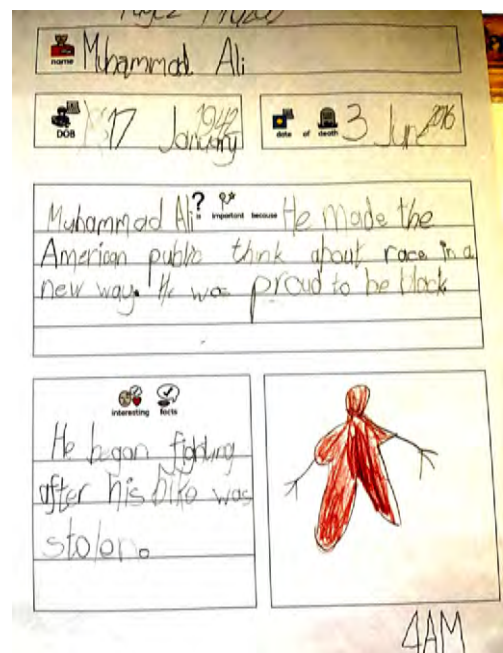 name Muhammad Ali
DOB 17 January 1942
date of death 3 June 2016
Muhammad Ali is important because He made the
American public think about race in a
new way. He was proud to be black
interesting facts
He began fighting
after his bike was
stolen.
4AM